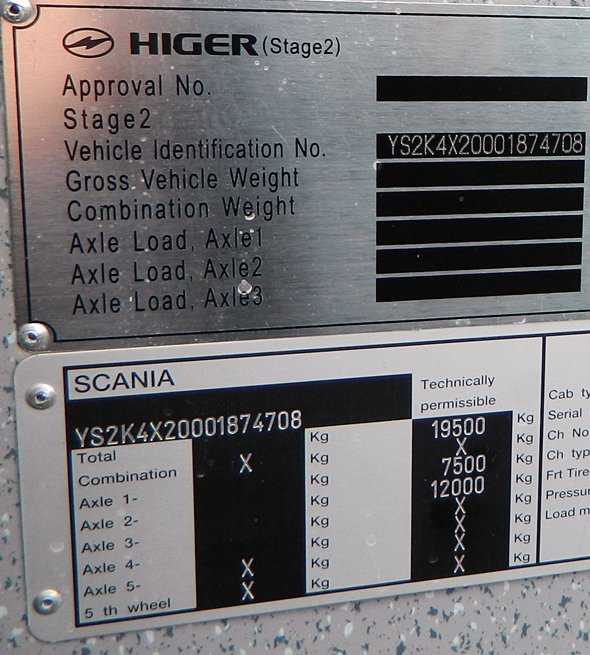 HIGER (Stage2)
Approval No.
Stage2
Vehicle Identification No. YS2K4X20001874708
Gross Vehicle Weight
Combination Weight
Axle Load, Axle1
Axle Load, Axle2
Axle Load, Axle3
SCANIA
Technically
permissible
YS2K4X20001874708
Total Kg 19500 Kg
Combination X Kg X Kg
Axle 1- Kg 7500 Kg
Axle 2- Kg 12000 Kg
Axle 3- Kg X Kg
Axle 4- Kg X Kg
Axle 5- X Kg X Kg
5 th wheel X Kg X Kg
Cab ty
Serial
Ch No
Ch typ
Frt Tire
Pressu
Load m